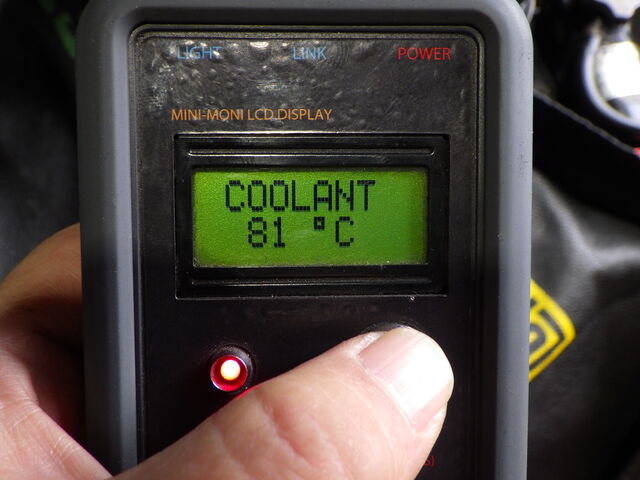 LIGHT LINK POWER
MINI-MONI LCD DISPLAY
COOLANT
81 °C